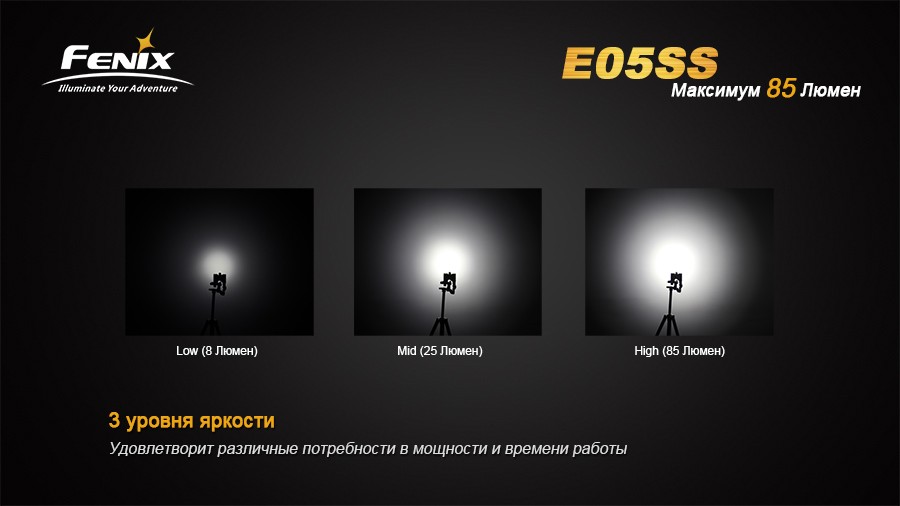 FENIX
Illuminate Your Adventure
E05SS
Максимум 85 Люмен
Low (8 Люмен)
Mid (25 Люмен)
High (85 Люмен)
3 уровня яркости
Удовлетворит различные потребности в мощности и времени работы